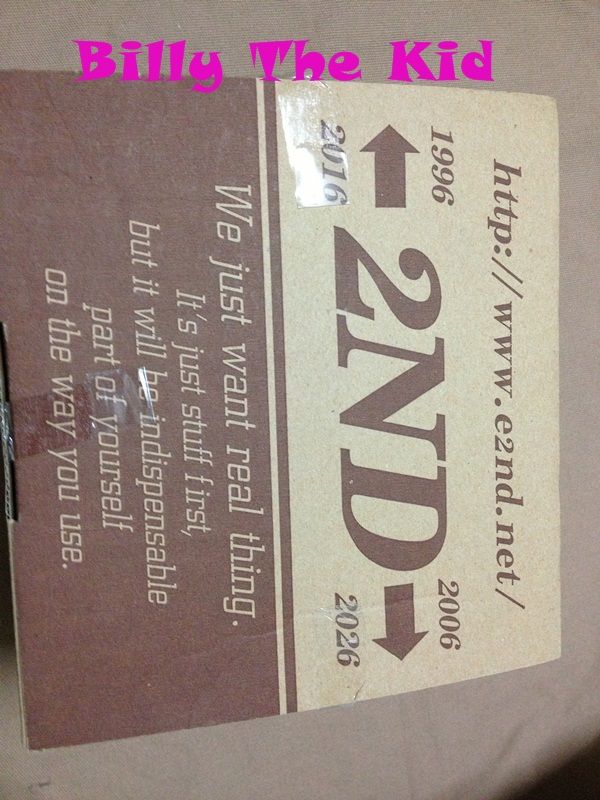 Billy The Kid
http://www.e2nd.net/
1996 2006
2ND
2016 2026
We just want real thing.
It's just stuff first,
but it will be indispensable
part of yourself
on the way you use.